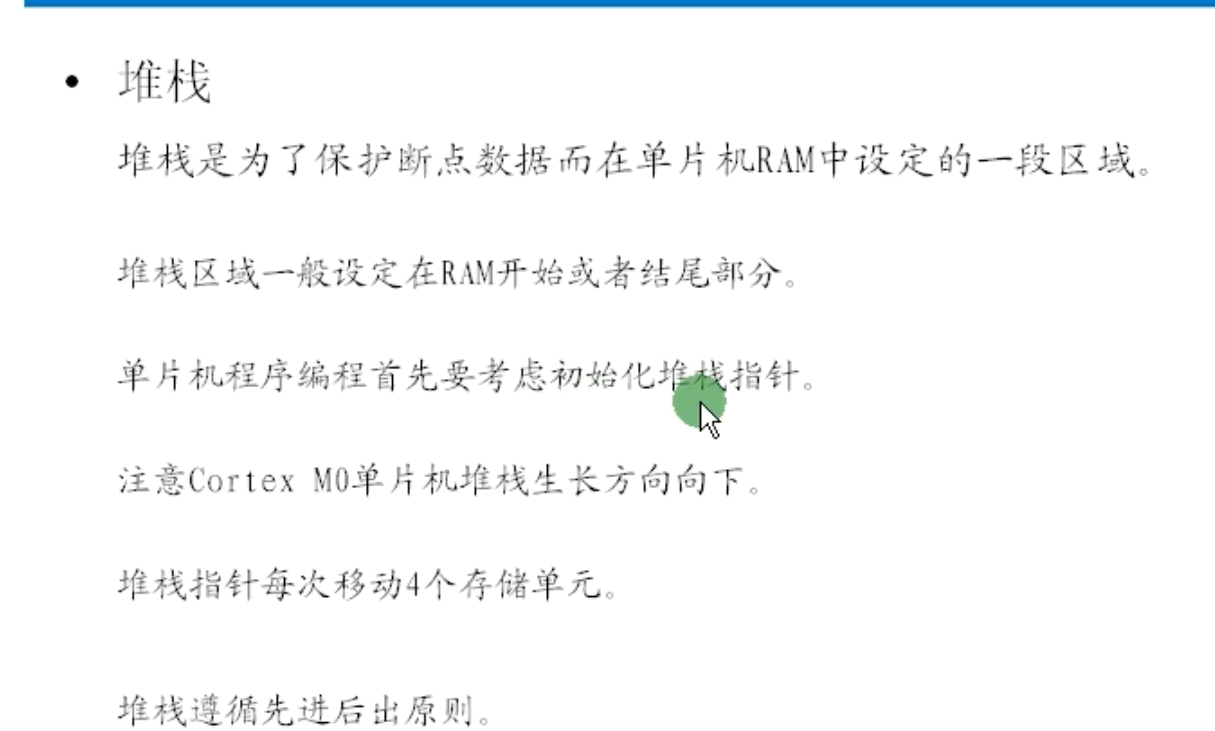 • 堆栈
堆栈是为了保护断点数据而在单片机RAM中设定的一段区域。
堆栈区域一般设定在RAM开始或者结尾部分。
单片机程序编程首先要考虑初始化堆栈指针。
注意Cortex M0单片机堆栈生长方向向下。
堆栈指针每次移动4个存储单元。
堆栈遵循先进后出原则。